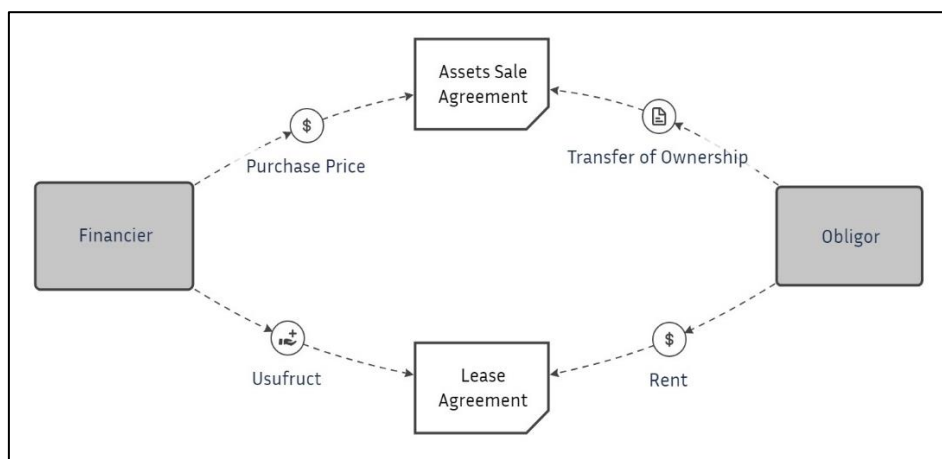 Assets Sale
Agreement
$
Purchase Price
Transfer of Ownership
Financier
Obligor
Usufruct
Lease
Agreement
$
Rent